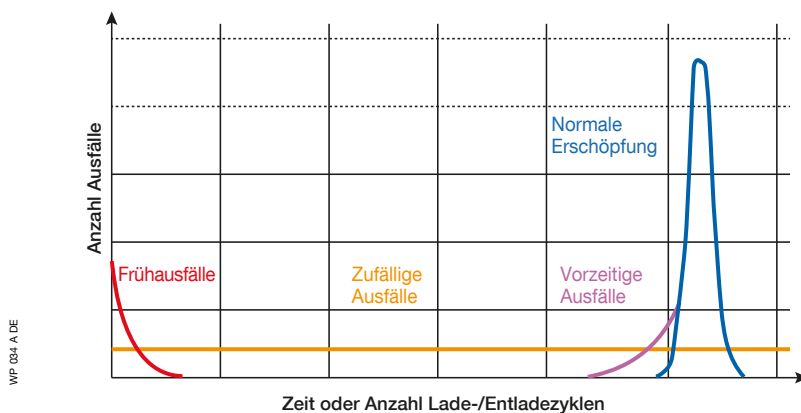 Anzahl Ausfälle
Normale
Erschöpfung
Frühausfälle
Zufällige
Ausfälle
Vorzeitige
Ausfälle
WP 034 A DE
Zeit oder Anzahl Lade-/Entladezyklen